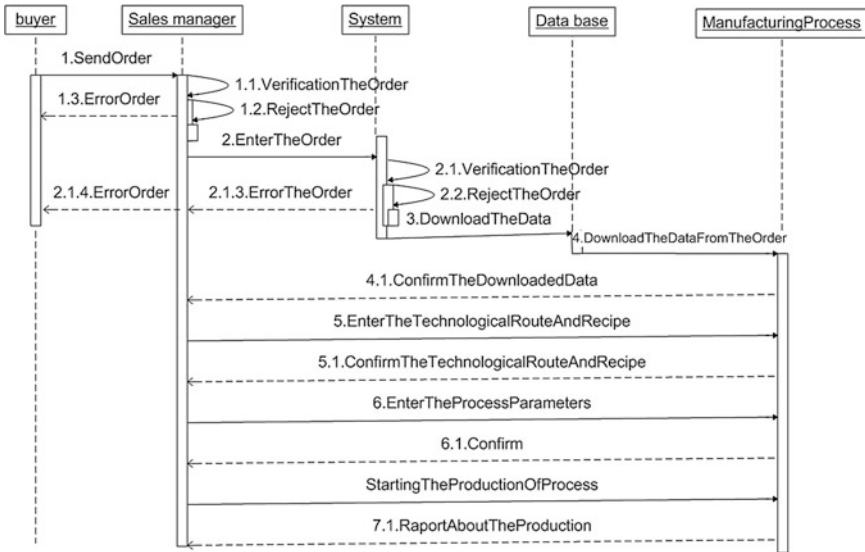 buyer
Sales manager
System
Data base
ManufacturingProcess
1.SendOrder
1.1.VerificationTheOrder
1.3.ErrorOrder
1.2.RejectTheOrder
2.EnterTheOrder
2.1.VerificationTheOrder
2.1.4.ErrorOrder
2.1.3.ErrorTheOrder
2.2.RejectTheOrder
3.DownloadTheData
4.DownloadTheDataFromTheOrder
4.1.ConfirmTheDownloadedData
5.EnterTheTechnologicalRouteAndRecipe
5.1.ConfirmTheTechnologicalRouteAndRecipe
6.EnterTheProcessParameters
6.1.Confirm
StartingTheProductionOfProcess
7.1.RaportAboutTheProduction